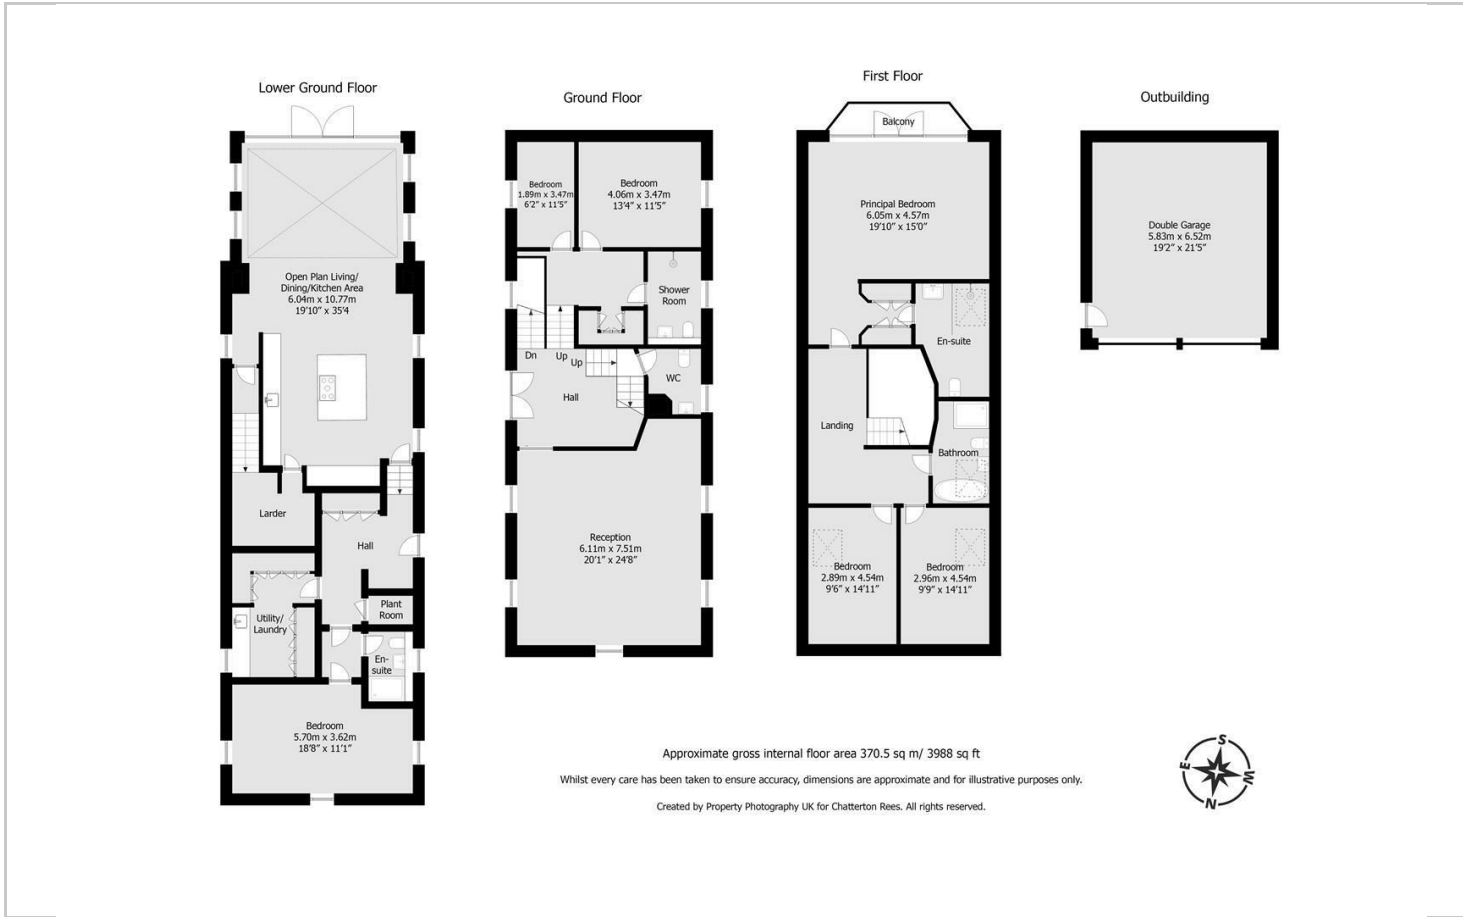 Lower Ground Floor
Open Plan Living/
Dining/Kitchen Area
6.04m x 10.77m
19'10" x 35'4
Larder
Hall
Plant
Room
Utility/
Laundry
En-
suite
Bedroom
5.70m x 3.62m
18'8" x 11'1"
Ground Floor
Bedroom
1.89m x 3.47m
6'2" x 11'5"
Bedroom
4.06m x 3.47m
13'4" x 11'5"
Shower
Room
Dn
Up
Up
WC
Hall
Reception
6.11m x 7.51m
20'1" x 24'8"
First Floor
Balcony
Principal Bedroom
6.05m x 4.57m
19'10" x 15'0"
En-suite
Landing
Bathroom
Bedroom
2.89m x 4.54m
9'6" x 14'11"
Bedroom
2.96m x 4.54m
9'9" x 14'11"
Outbuilding
Double Garage
5.83m x 6.52m
19'2" x 21'5"
Approximate gross internal floor area 370.5 sq m/ 3988 sq ft
Whilst every care has been taken to ensure accuracy, dimensions are approximate and for illustrative purposes only.
Created by Property Photography UK for Chatterton Rees. All rights reserved.
S
E
W
N